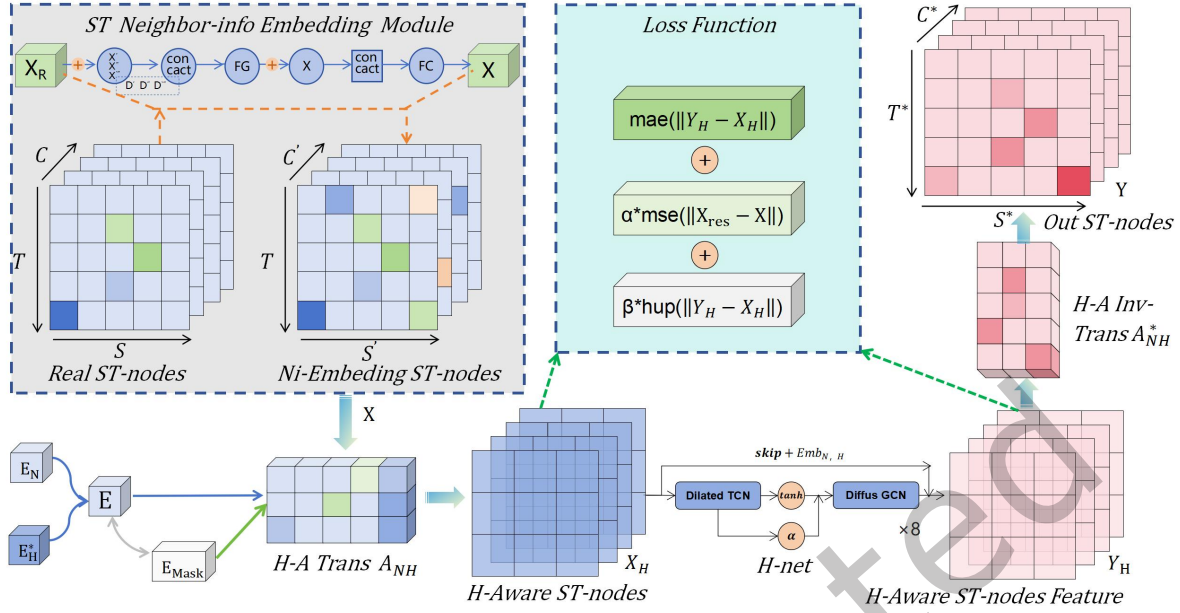 ST Neighbor-info Embedding Module
X_R
+
X' X'' X'''
D' D'' D'''
con
cact
FG
+
X
con
cact
FC
X
C
T
S
Real ST-nodes
C'
T
S'
Ni-Embeding ST-nodes
Loss Function
mae(‖Y_H − X_H‖)
+
α*mse(‖X_res − X‖)
+
β*hup(‖Y_H − X_H‖)
C*
T*
S*
Y
Out ST-nodes
H-A Inv-
Trans A*_NH
X
E_N
E
E*_H
E_Mask
H-A Trans A_NH
X_H
H-Aware ST-nodes
skip + Emb_N, H
Dilated TCN
tanh
α
Diffus GCN
×8
H-net
Y_H
H-Aware ST-nodes Feature
ted